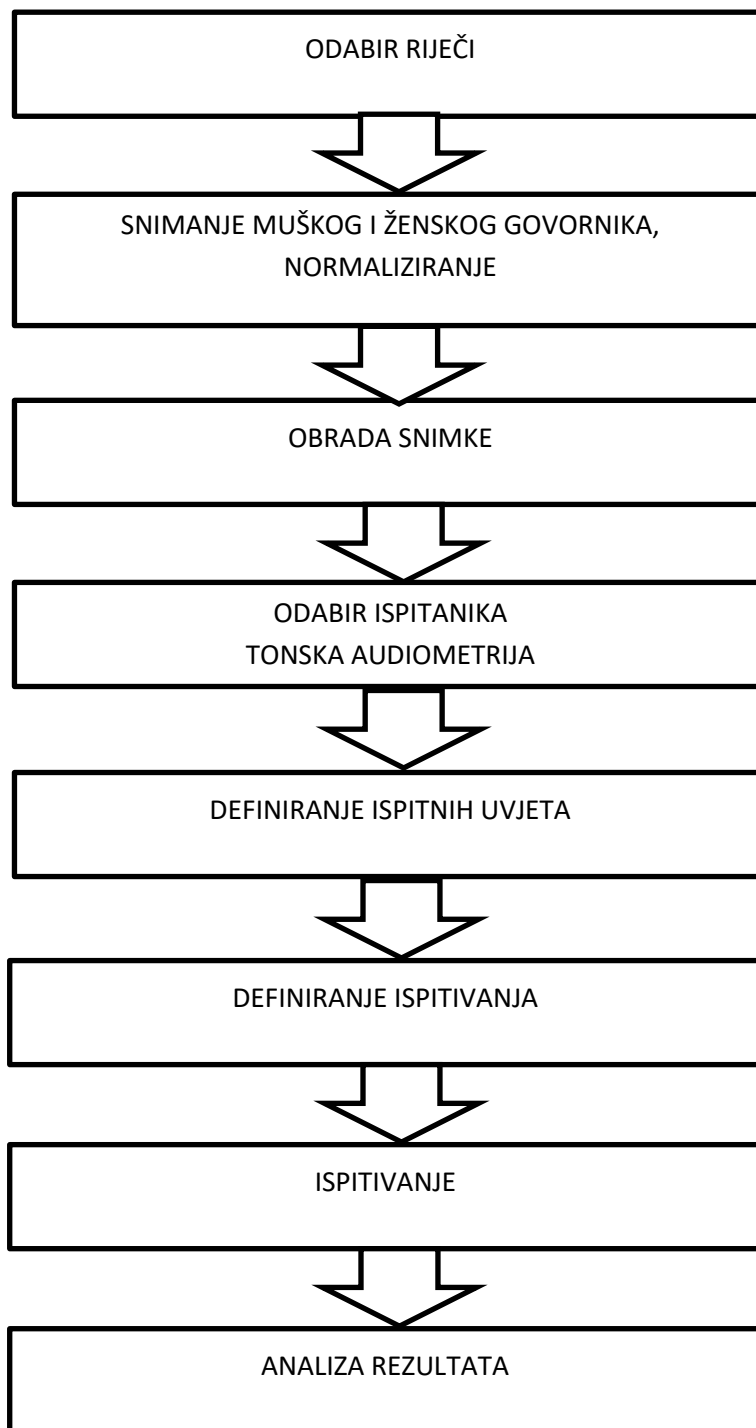 ODABIR RIJEČI
SNIMANJE MUŠKOG I ŽENSKOG GOVORNIKA,
NORMALIZIRANJE
OBRADA SNIMKE
ODABIR ISPITANIKA
TONSKA AUDIOMETRIJA
DEFINIRANJE ISPITNIH UVJETA
DEFINIRANJE ISPITIVANJA
ISPITIVANJE
ANALIZA REZULTATA